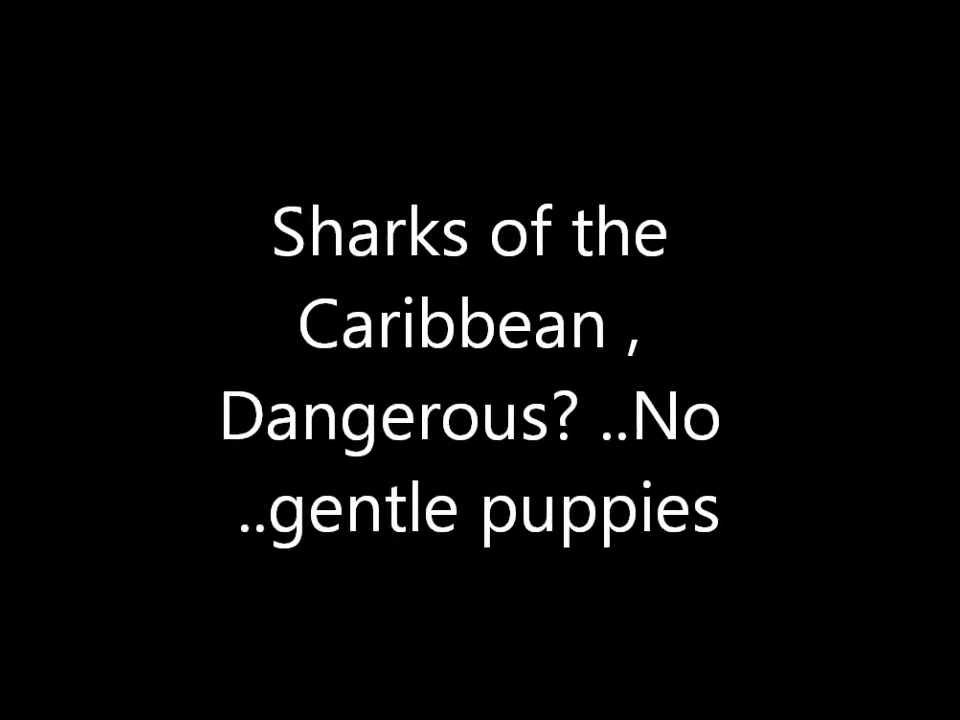 Sharks of the
Caribbean ,
Dangerous? ..No
..gentle puppies